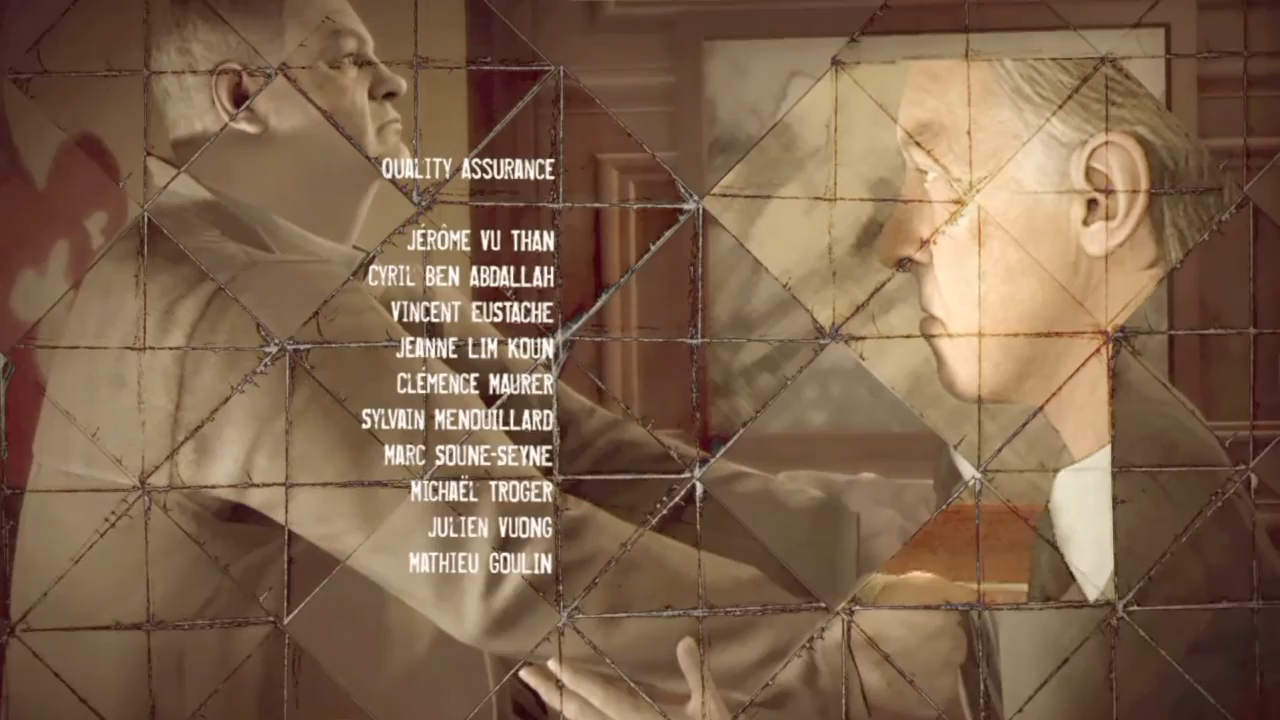 QUALITY ASSURANCE
JÉRÔME VU THAN
CYRIL BEN ABDALLAH
VINCENT EUSTACHE
JEANNE LIM KOUN
CLEMENCE MAURER
SYLVAIN MENOUILLARD
MARC SOUNE-SEYNE
MICHAËL TROGER
JULIEN VUONG
MATHIEU GOULIN